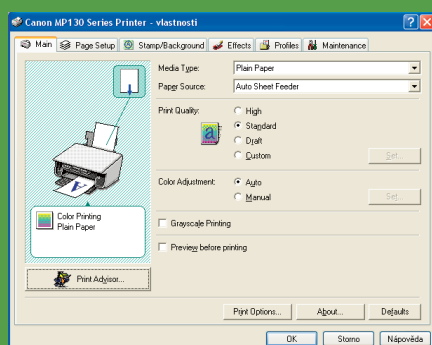 Canon MP130 Series Printer - vlastnosti
Main Page Setup Stamp/Background Effects Profiles Maintenance
Media Type: Plain Paper
Paper Source: Auto Sheet Feeder
Print Quality: High
Standard
Draft
Custom Set...
Color Adjustment: Auto
Manual Set...
Color Printing
Plain Paper
Grayscale Printing
Preview before printing
Print Advisor...
Print Options... About... Defaults
OK Storno Nápověda